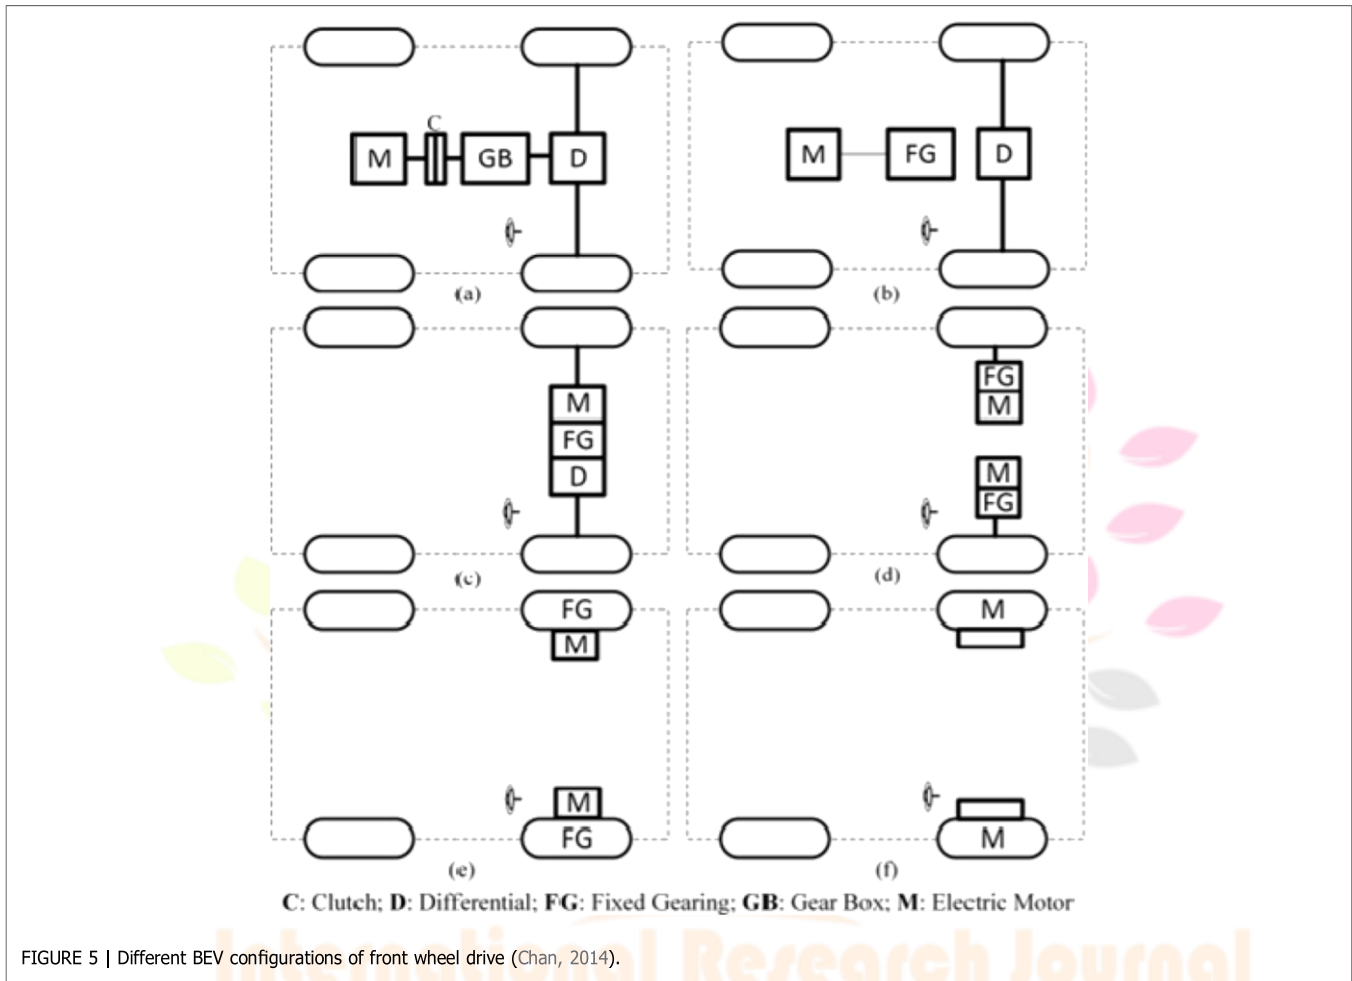 C
M
GB
D
(a)
M
FG
D
(b)
M
FG
D
(c)
FG
M
M
FG
(d)
FG
M
M
FG
(e)
M
M
(f)
C: Clutch; D: Differential; FG: Fixed Gearing; GB: Gear Box; M: Electric Motor
International Research Journal
FIGURE 5 | Different BEV configurations of front wheel drive (Chan, 2014).